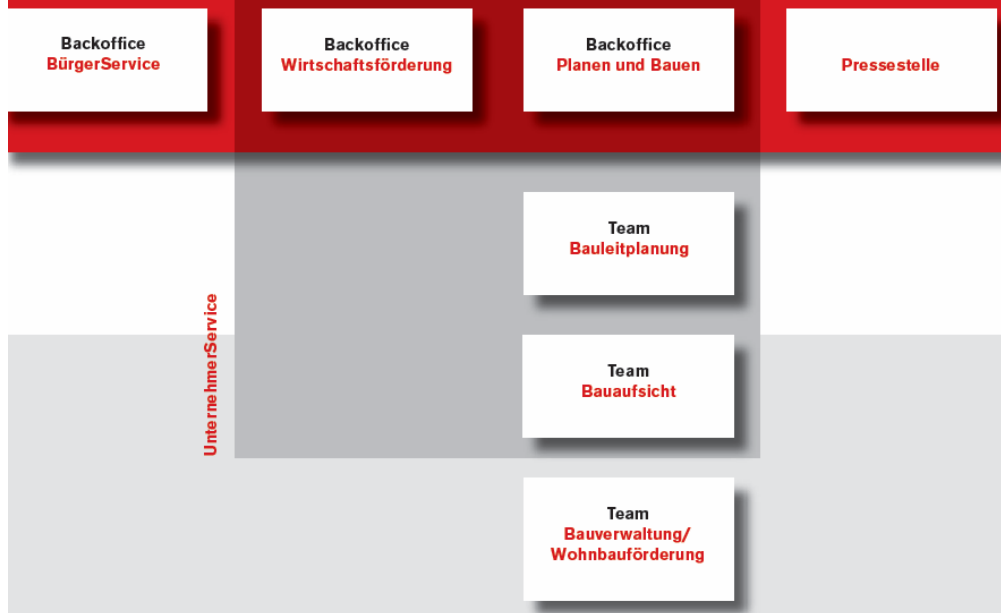 Backoffice
BürgerService
Backoffice
Wirtschaftsförderung
Backoffice
Planen und Bauen
Pressestelle
Team
Bauleitplanung
UnternehmerService
Team
Bauaufsicht
Team
Bauverwaltung/
Wohnbauförderung